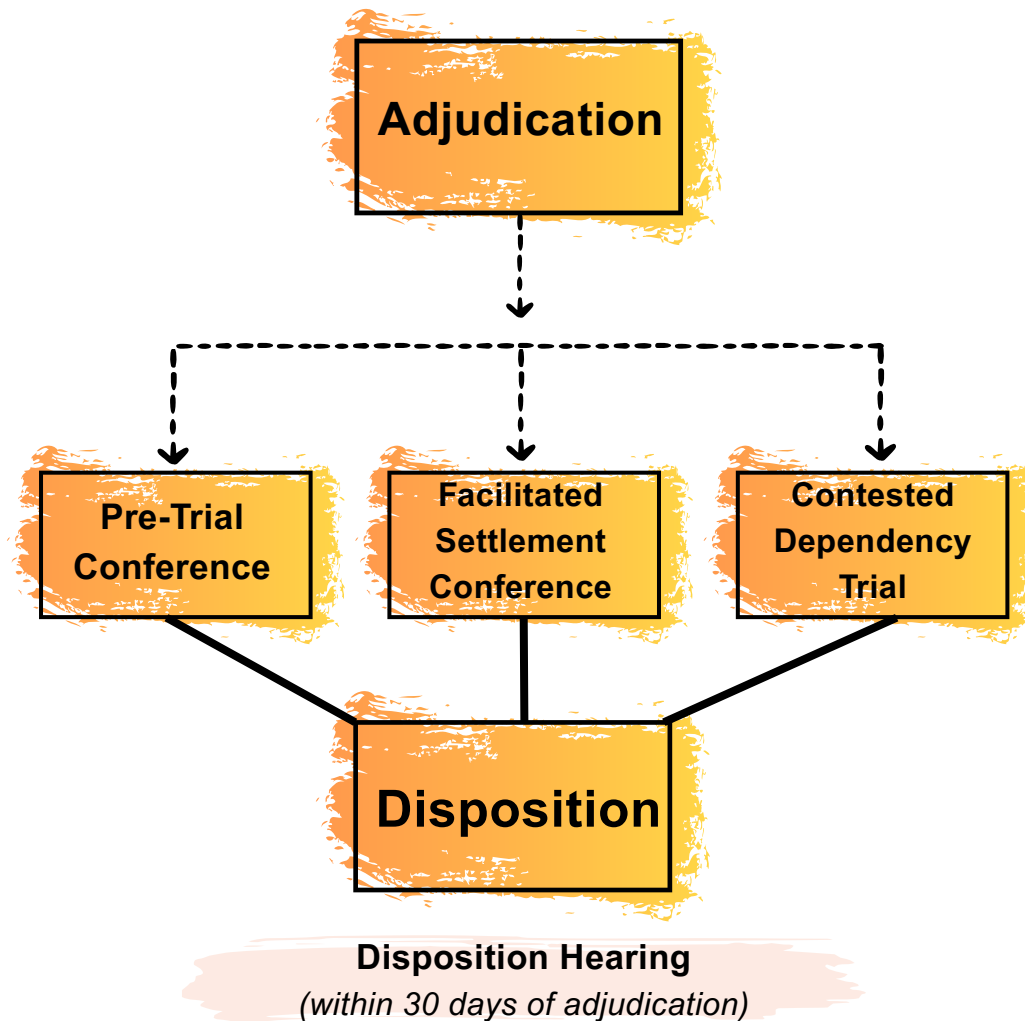 Adjudication
Pre-Trial
Conference
Facilitated
Settlement
Conference
Contested
Dependency
Trial
Disposition
Disposition Hearing
(within 30 days of adjudication)